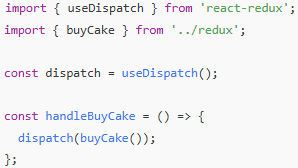 import { useDispatch } from 'react-redux';
import { buyCake } from '../redux';
const dispatch = useDispatch();
const handleBuyCake = () => {
  dispatch(buyCake());
};